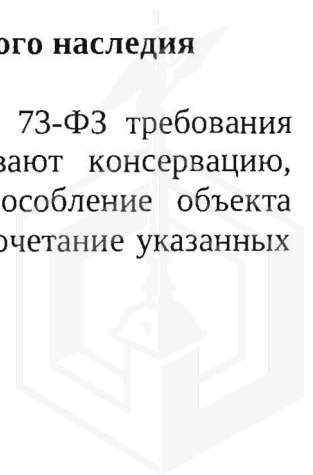 ого наследия
73-ФЗ требования
вают консервацию,
особление объекта
очетание указанных